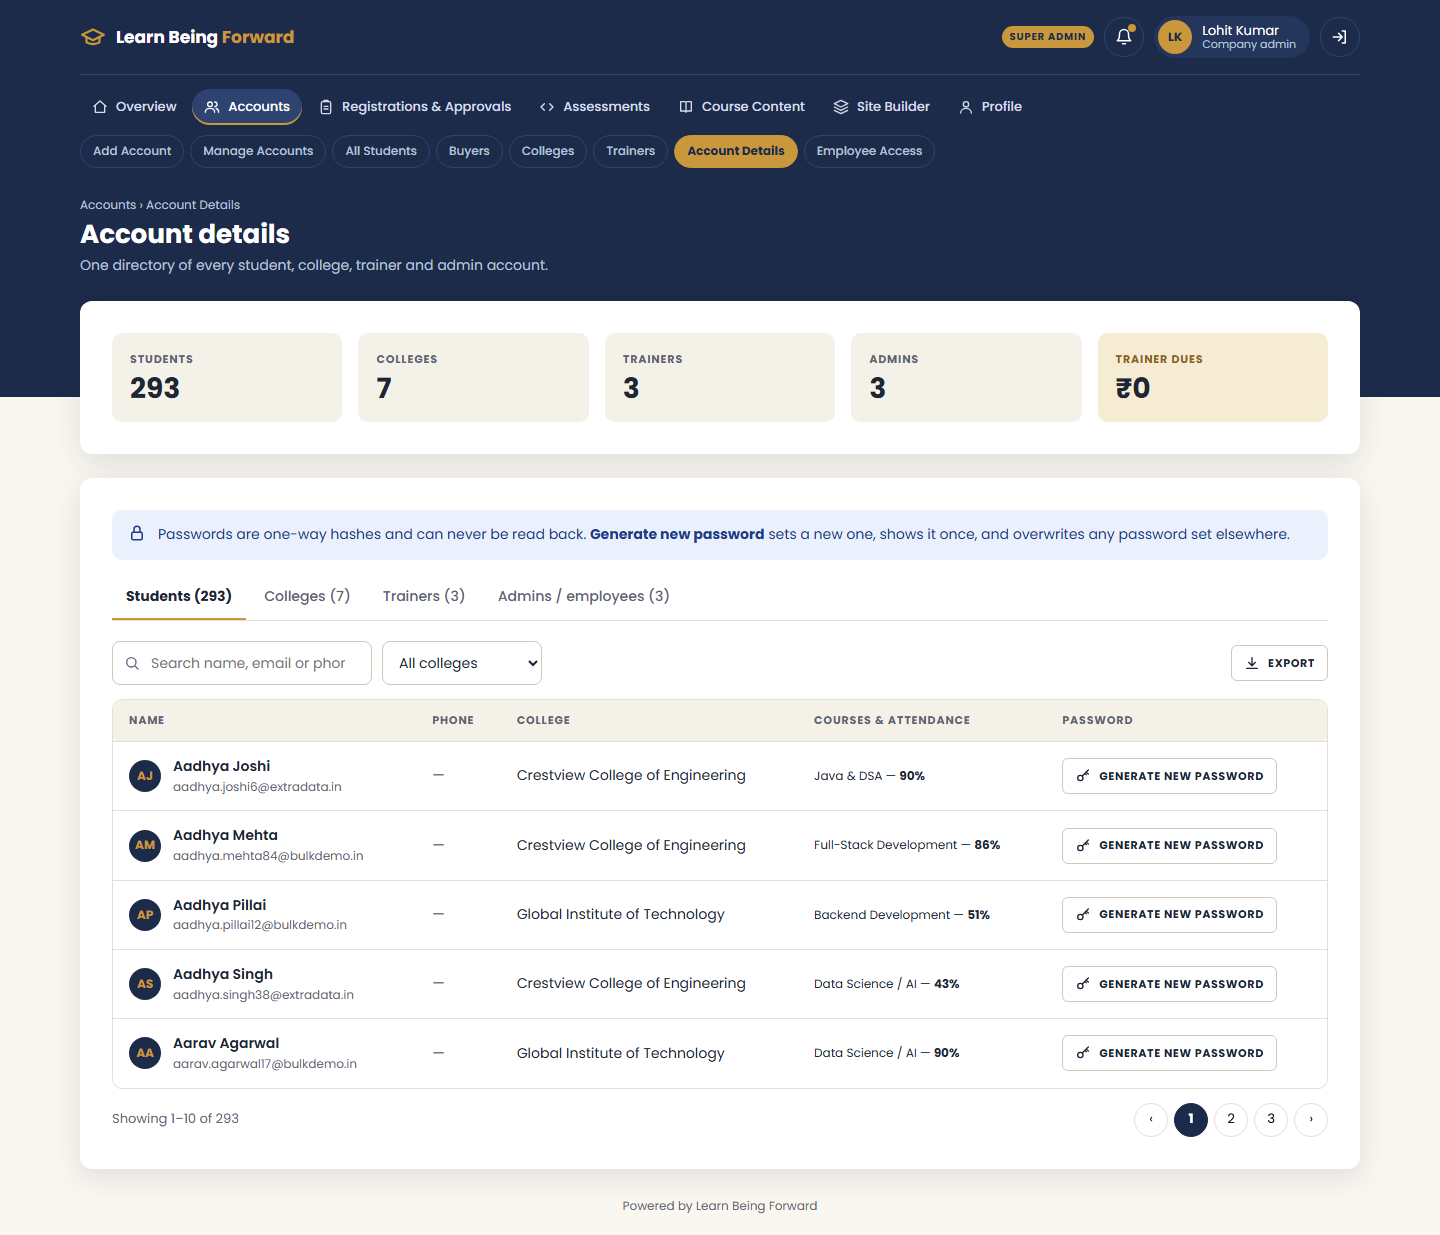 Learn Being Forward
SUPER ADMIN
LK
Lohit Kumar
Company admin
Overview
Accounts
Registrations & Approvals
Assessments
Course Content
Site Builder
Profile
Add Account
Manage Accounts
All Students
Buyers
Colleges
Trainers
Account Details
Employee Access
Accounts › Account Details
Account details
One directory of every student, college, trainer and admin account.
STUDENTS
293
COLLEGES
7
TRAINERS
3
ADMINS
3
TRAINER DUES
₹0
Passwords are one-way hashes and can never be read back. Generate new password sets a new one, shows it once, and overwrites any password set elsewhere.
Students (293)
Colleges (7)
Trainers (3)
Admins / employees (3)
Search name, email or phor
All colleges
EXPORT
NAME PHONE COLLEGE COURSES & ATTENDANCE PASSWORD
AJ
Aadhya Joshi
aadhya.joshi6@extradata.in
—
Crestview College of Engineering
Java & DSA — 90%
GENERATE NEW PASSWORD
AM
Aadhya Mehta
aadhya.mehta84@bulkdemo.in
—
Crestview College of Engineering
Full-Stack Development — 86%
GENERATE NEW PASSWORD
AP
Aadhya Pillai
aadhya.pillai12@bulkdemo.in
—
Global Institute of Technology
Backend Development — 51%
GENERATE NEW PASSWORD
AS
Aadhya Singh
aadhya.singh38@extradata.in
—
Crestview College of Engineering
Data Science / AI — 43%
GENERATE NEW PASSWORD
AA
Aarav Agarwal
aarav.agarwal17@bulkdemo.in
—
Global Institute of Technology
Data Science / AI — 90%
GENERATE NEW PASSWORD
Showing 1–10 of 293
‹ 1 2 3 ›
Powered by Learn Being Forward